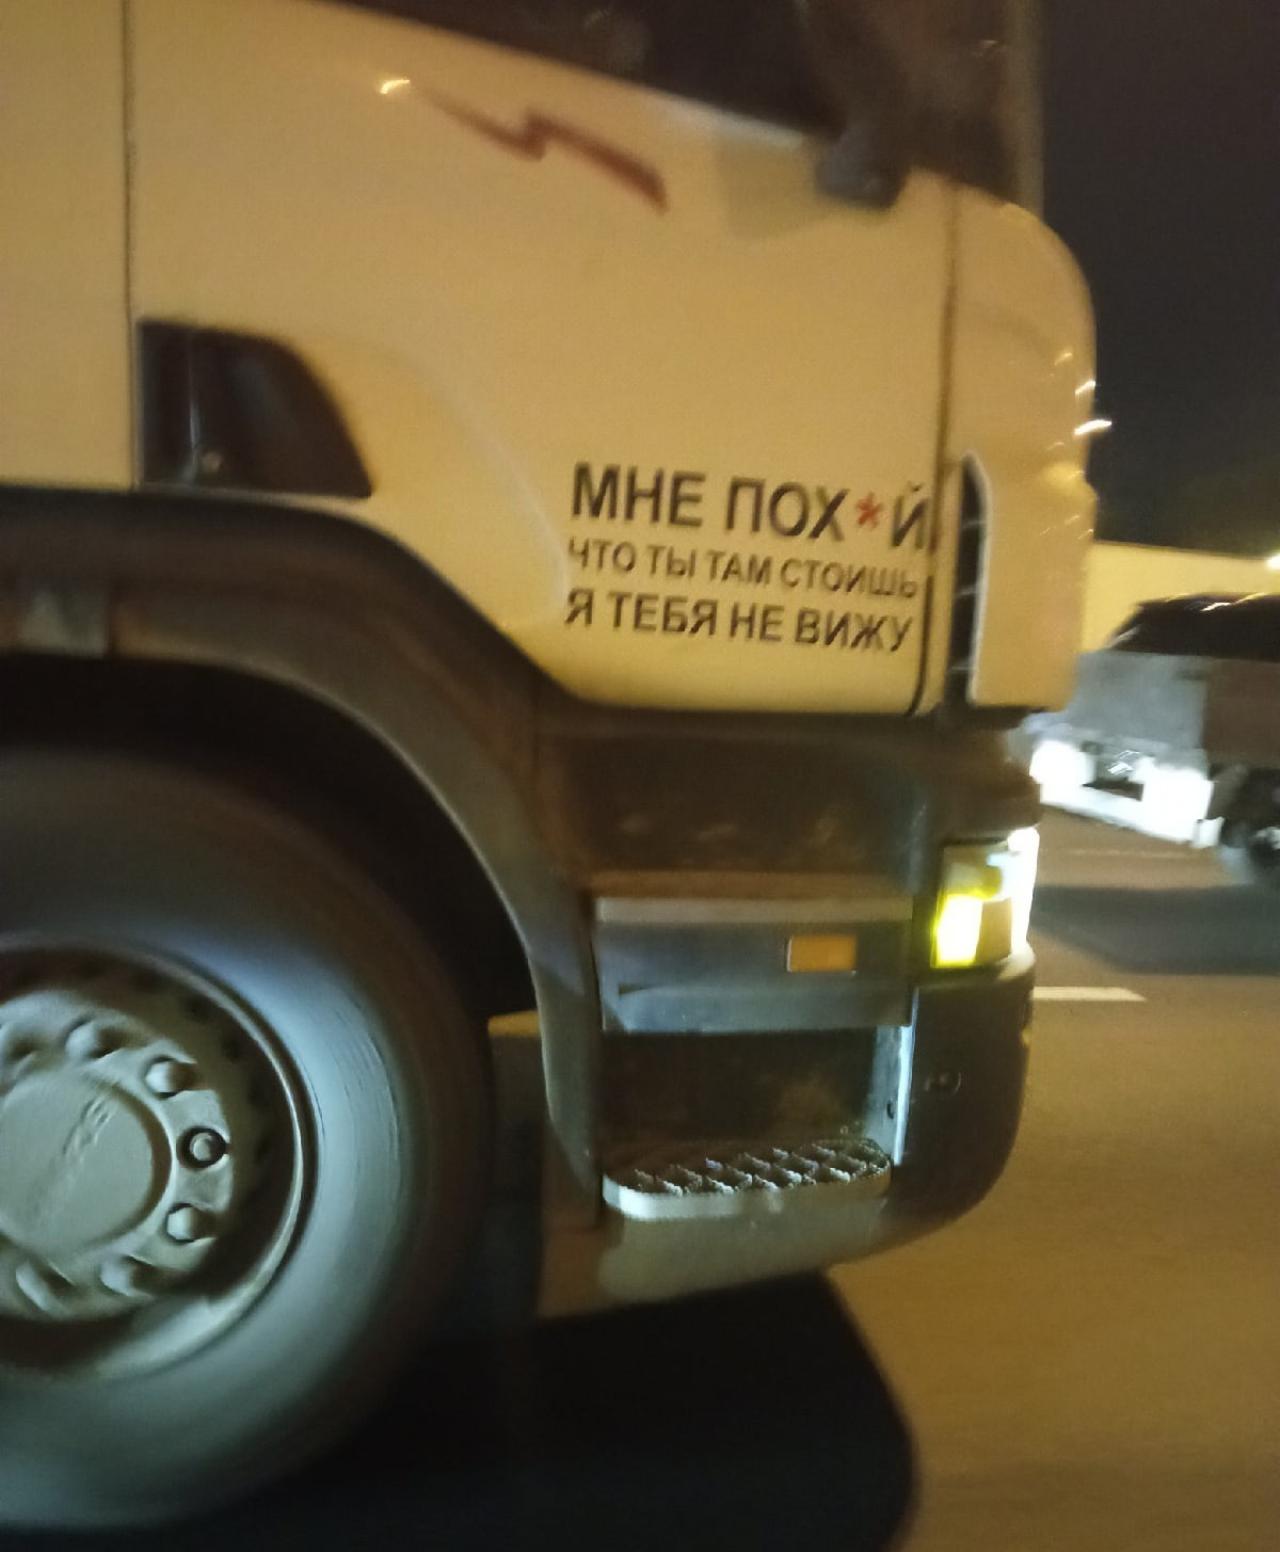 МНЕ ПОХ*Й
ЧТО ТЫ ТАМ СТОИШЬ
Я ТЕБЯ НЕ ВИЖУ